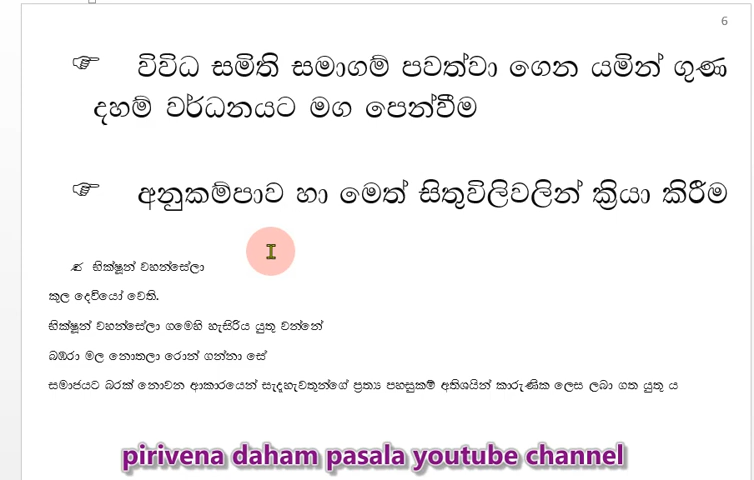 6
☞ විවිධ සමිති සමාගම් පවත්වා ගෙන යමින් ගුණ
දහම් වර්ධනයට මග පෙන්වීම
☞ අනුකම්පාව හා මෙත් සිතුවිලිවලින් ක්‍රියා කිරීම
භික්ෂූන් වහන්සේලා
කුල දෙවියෝ වෙති.
භික්ෂූන් වහන්සේලා ගමෙහි හැසිරිය යුතු වන්නේ
බඹරා මල නොතලා රොන් ගන්නා සේ
සමාජයට බරක් නොවන ආකාරයෙන් සැදැහැවතුන්ගේ ප්‍රත්‍ය පහසුකම් අතිශයින් කාරුණික ලෙස ලබා ගත යුතු ය
pirivena daham pasala youtube channel